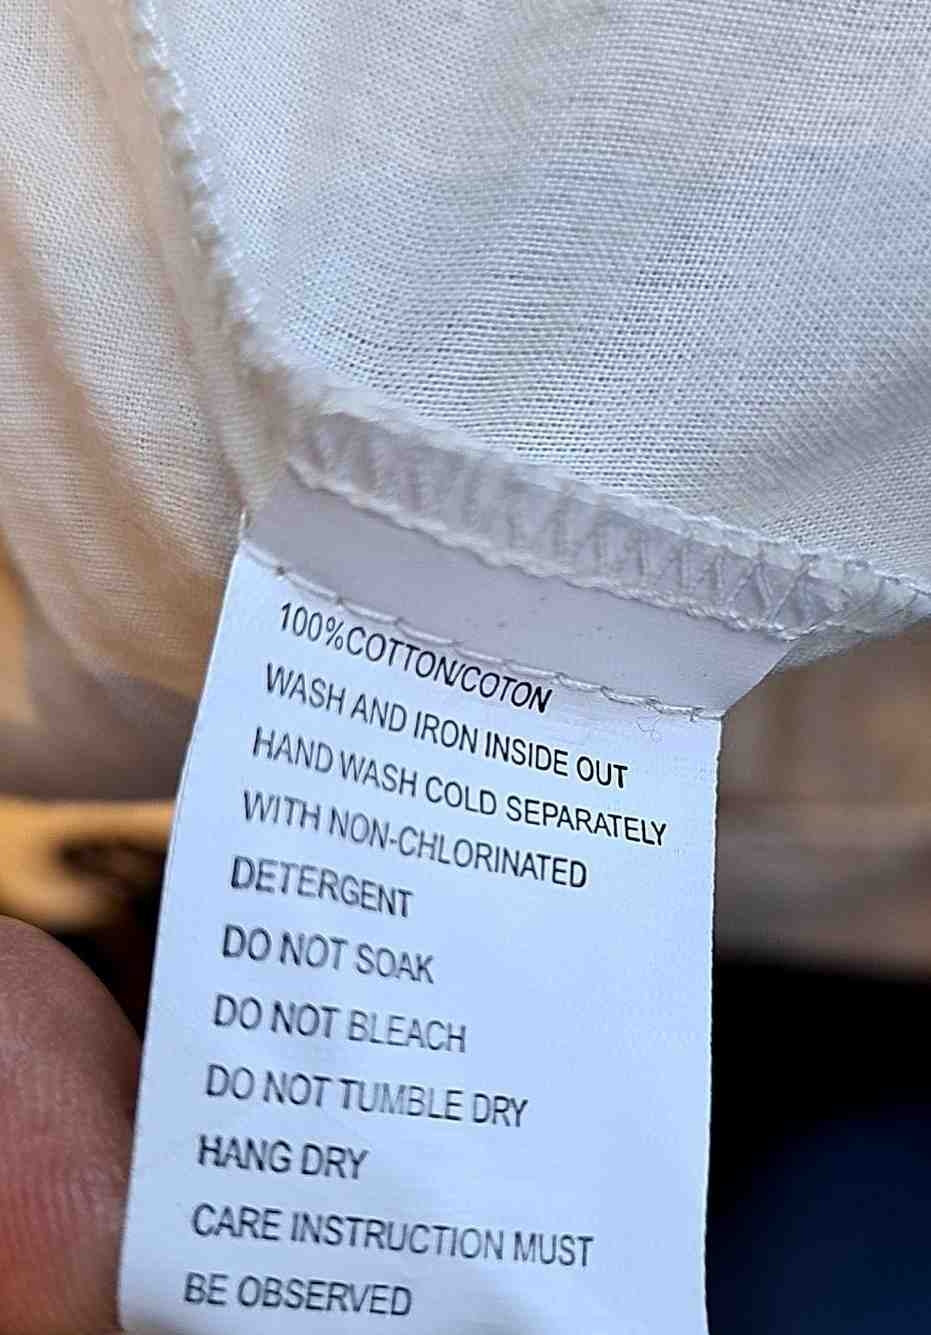 100%COTTON/COTON
WASH AND IRON INSIDE OUT
HAND WASH COLD SEPARATELY
WITH NON-CHLORINATED
DETERGENT
DO NOT SOAK
DO NOT BLEACH
DO NOT TUMBLE DRY
HANG DRY
CARE INSTRUCTION MUST
BE OBSERVED